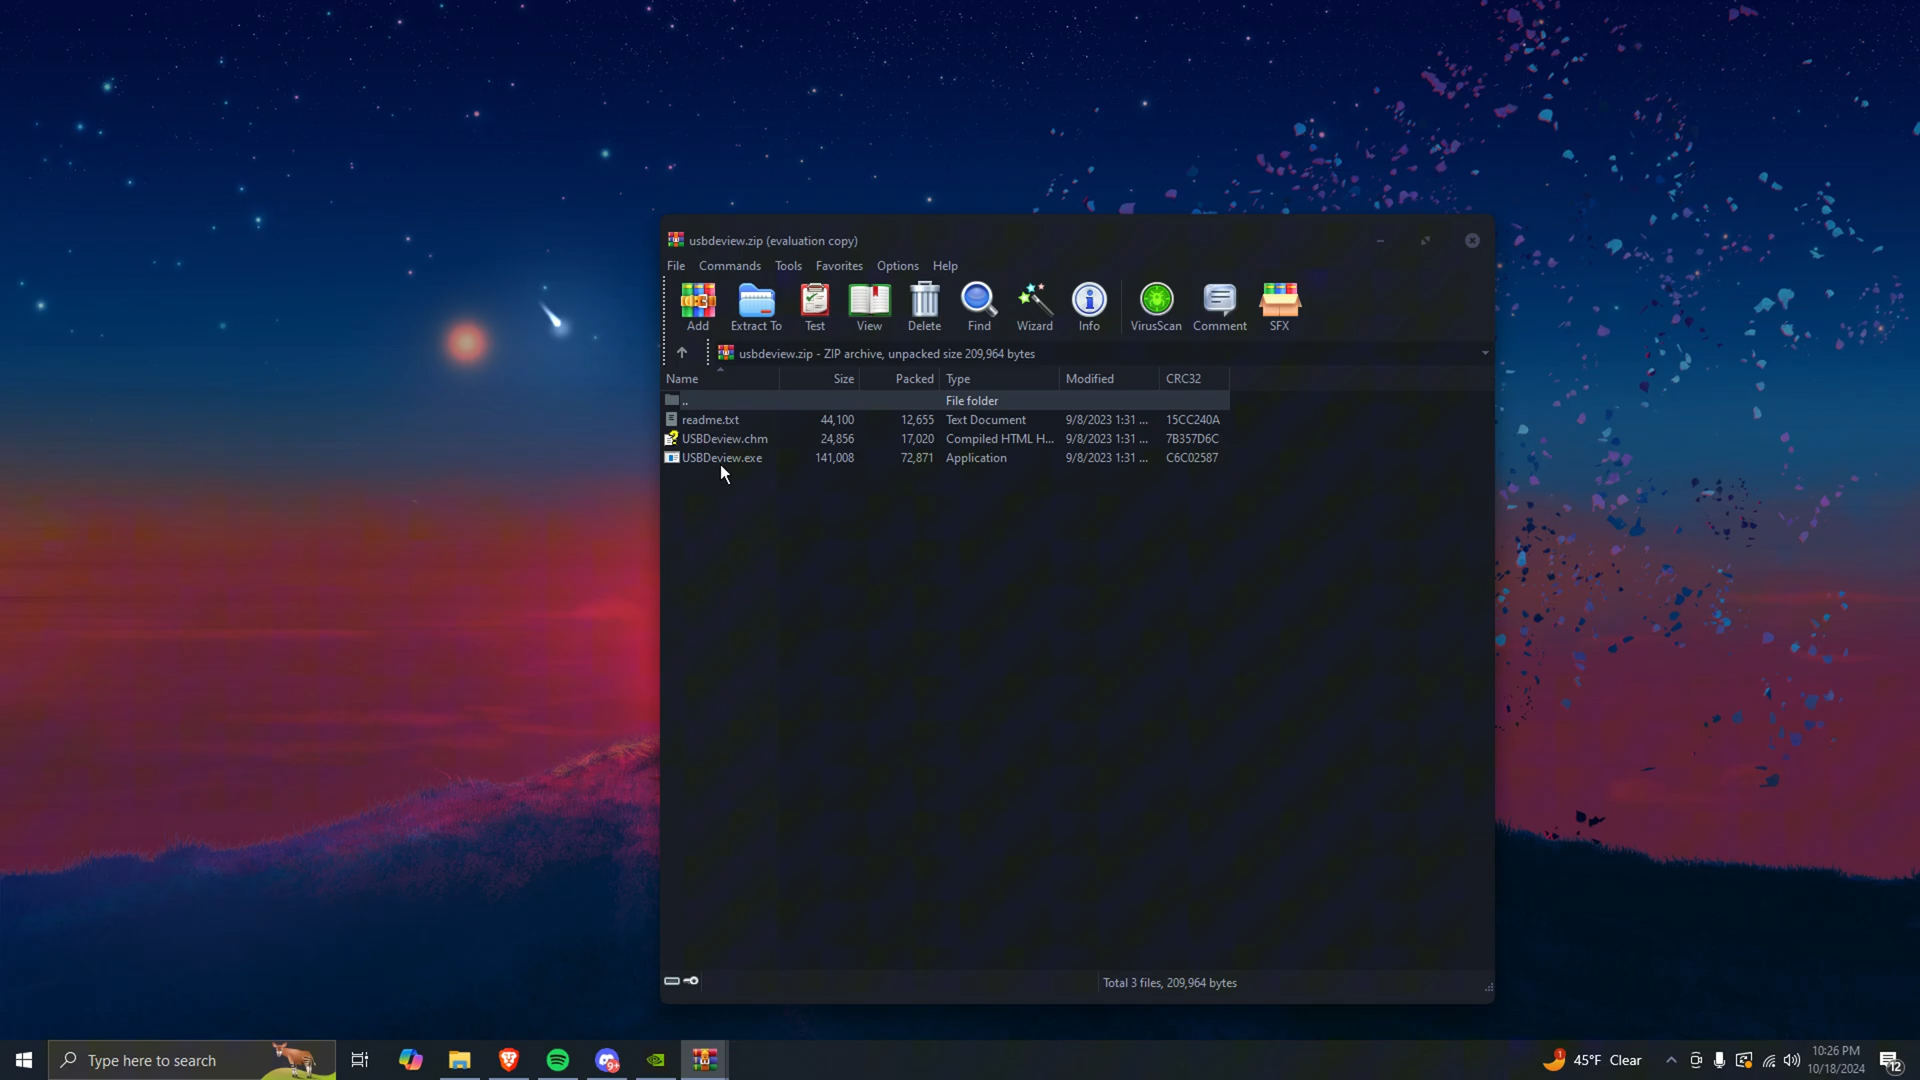 usbdeview.zip (evaluation copy)
File Commands Tools Favorites Options Help
Add Extract To Test View Delete Find Wizard Info VirusScan Comment SFX
usbdeview.zip - ZIP archive, unpacked size 209,964 bytes
Name Size Packed Type Modified CRC32
.. File folder
readme.txt 44,100 12,655 Text Document 9/8/2023 1:31 ... 15CC240A
USBDeview.chm 24,856 17,020 Compiled HTML H... 9/8/2023 1:31 ... 7B357D6C
USBDeview.exe 141,008 72,871 Application 9/8/2023 1:31 ... C6C02587
Total 3 files, 209,964 bytes
Type here to search
9+
1
45°F Clear
10:26 PM
10/18/2024
12